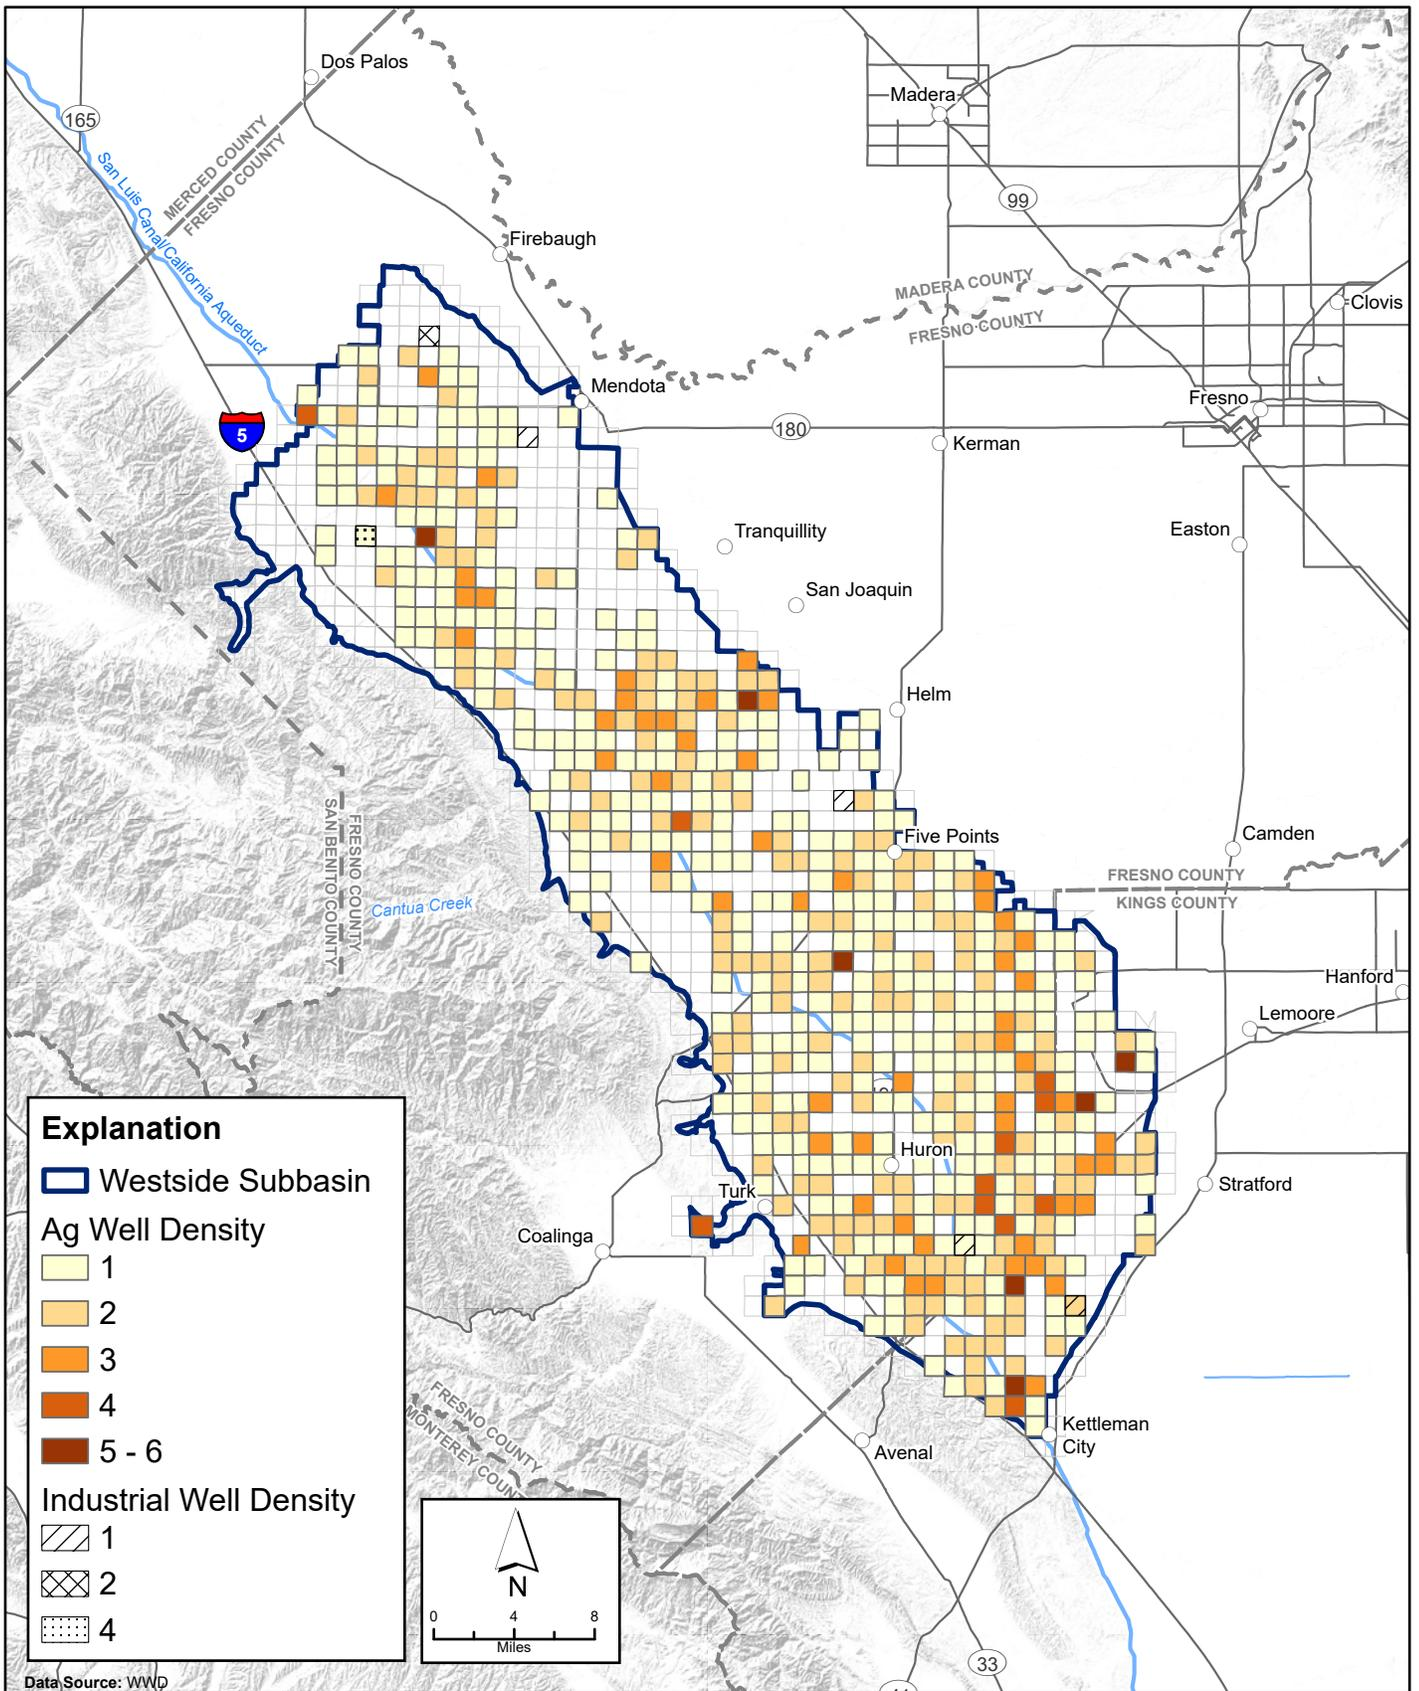 Dos Palos
Madera
165
MERCED COUNTY
FRESNO COUNTY
San Luis Canal/California Aqueduct
99
Firebaugh
MADERA COUNTY
FRESNO COUNTY
Clovis
Mendota
Fresno
5
180
Kerman
Tranquillity
Easton
San Joaquin
Helm
Five Points
Camden
SAN BENITO COUNTY
FRESNO COUNTY
Cantua Creek
FRESNO COUNTY
KINGS COUNTY
Hanford
Lemoore
Huron
Turk
Stratford
Coalinga
Explanation
Westside Subbasin
Ag Well Density
1
2
3
4
5 - 6
Industrial Well Density
1
2
4
FRESNO COUNTY
MONTEREY COUNT
Kettleman
City
Avenal
N
0 4 8
Miles
33
Data Source: WWD